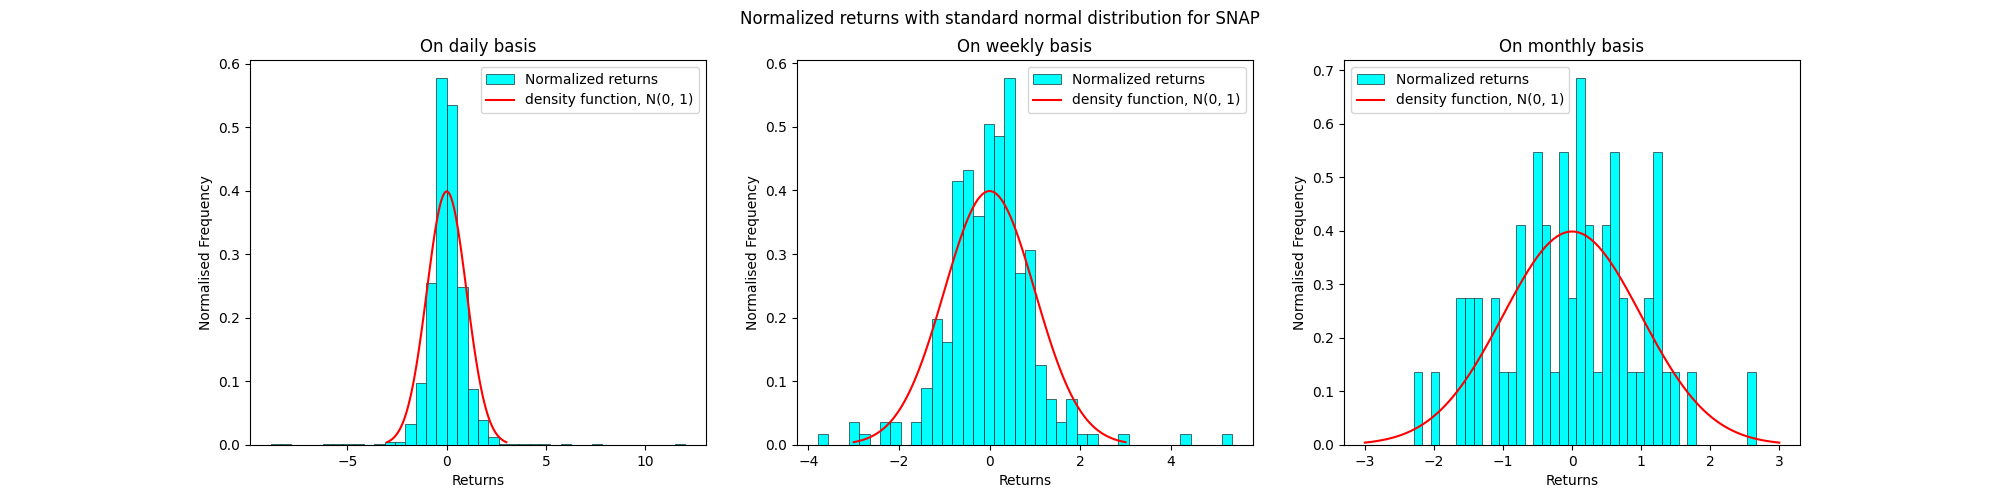 Normalized returns with standard normal distribution for SNAP
On daily basis
Normalized returns
density function, N(0, 1)
Normalised Frequency
0.6
0.5
0.4
0.3
0.2
0.1
0.0
−5
0
5
10
Returns
On weekly basis
Normalized returns
density function, N(0, 1)
Normalised Frequency
0.6
0.5
0.4
0.3
0.2
0.1
0.0
−4
−2
0
2
4
Returns
On monthly basis
Normalized returns
density function, N(0, 1)
Normalised Frequency
0.7
0.6
0.5
0.4
0.3
0.2
0.1
0.0
−3
−2
−1
0
1
2
3
Returns